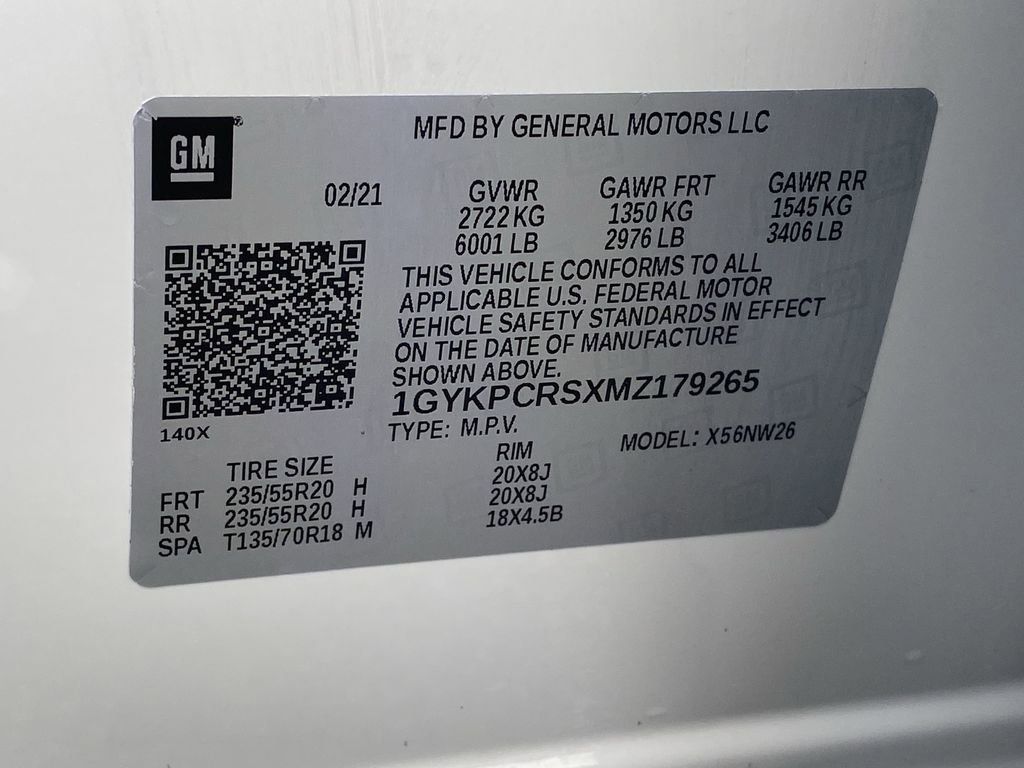 GM
MFD BY GENERAL MOTORS LLC
02/21 GVWR GAWR FRT GAWR RR
2722 KG 1350 KG 1545 KG
6001 LB 2976 LB 3406 LB
THIS VEHICLE CONFORMS TO ALL
APPLICABLE U.S. FEDERAL MOTOR
VEHICLE SAFETY STANDARDS IN EFFECT
ON THE DATE OF MANUFACTURE
SHOWN ABOVE.
1GYKPCRSXMZ179265
140X
TYPE: M.P.V. MODEL: X56NW26
TIRE SIZE RIM
FRT 235/55R20 H 20X8J
RR 235/55R20 H 20X8J
SPA T135/70R18 M 18X4.5B